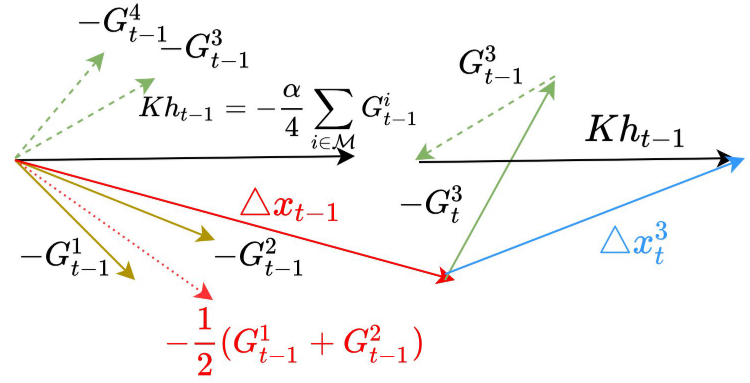 $-G_{t-1}^4$
$-G_{t-1}^3$
$G_{t-1}^3$
$Kh_{t-1} = -\frac{\alpha}{4} \sum_{i \in \mathcal{M}} G_{t-1}^i$
$Kh_{t-1}$
$\triangle x_{t-1}$
$-G_t^3$
$-G_{t-1}^1$
$-G_{t-1}^2$
$\triangle x_t^3$
$-\frac{1}{2}(G_{t-1}^1 + G_{t-1}^2)$